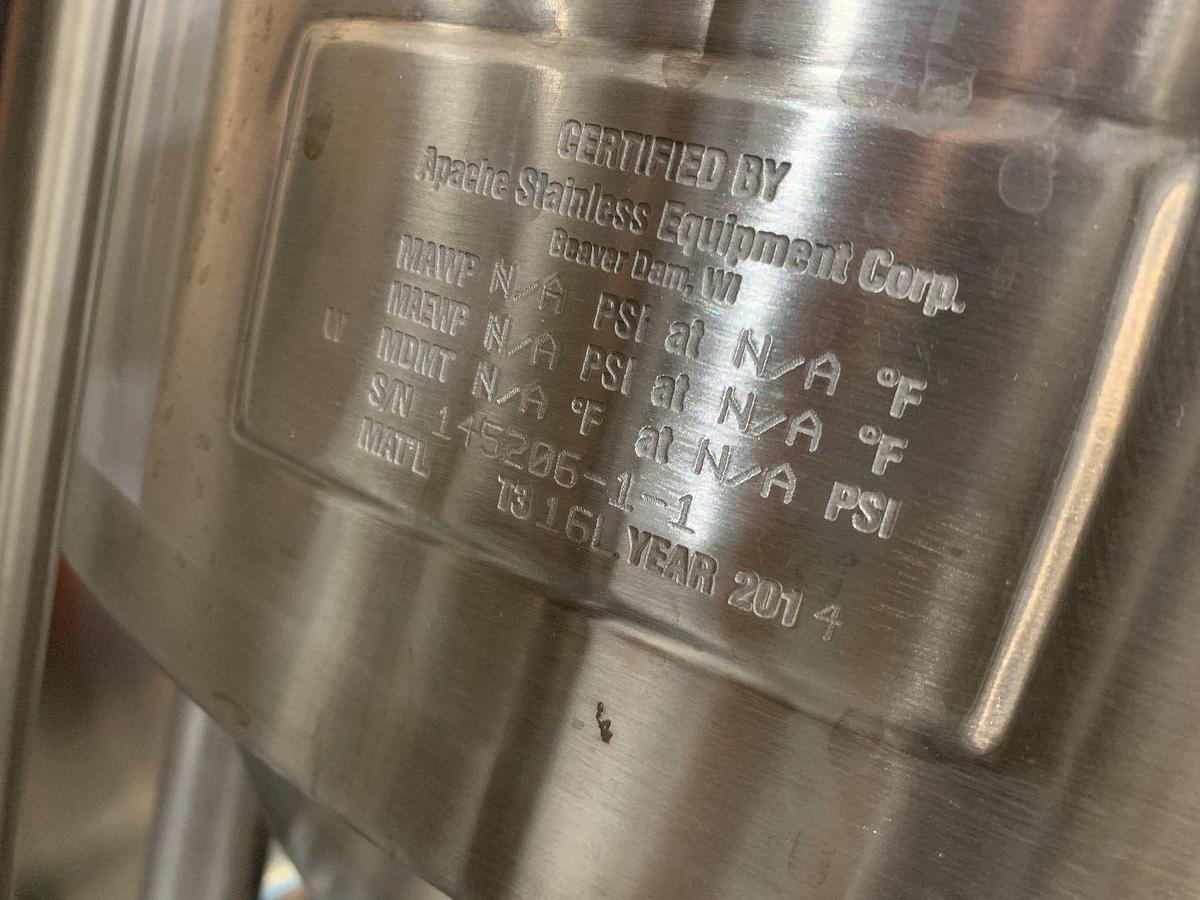 CERTIFIED BY
Apache Stainless Equipment Corp.
Beaver Dam, WI
MAWP N/A PSI at N/A °F
MAEWP N/A PSI at N/A °F
W MDMT N/A °F at N/A PSI
S/N 145206-1-1
MAT'L T316L YEAR 2014